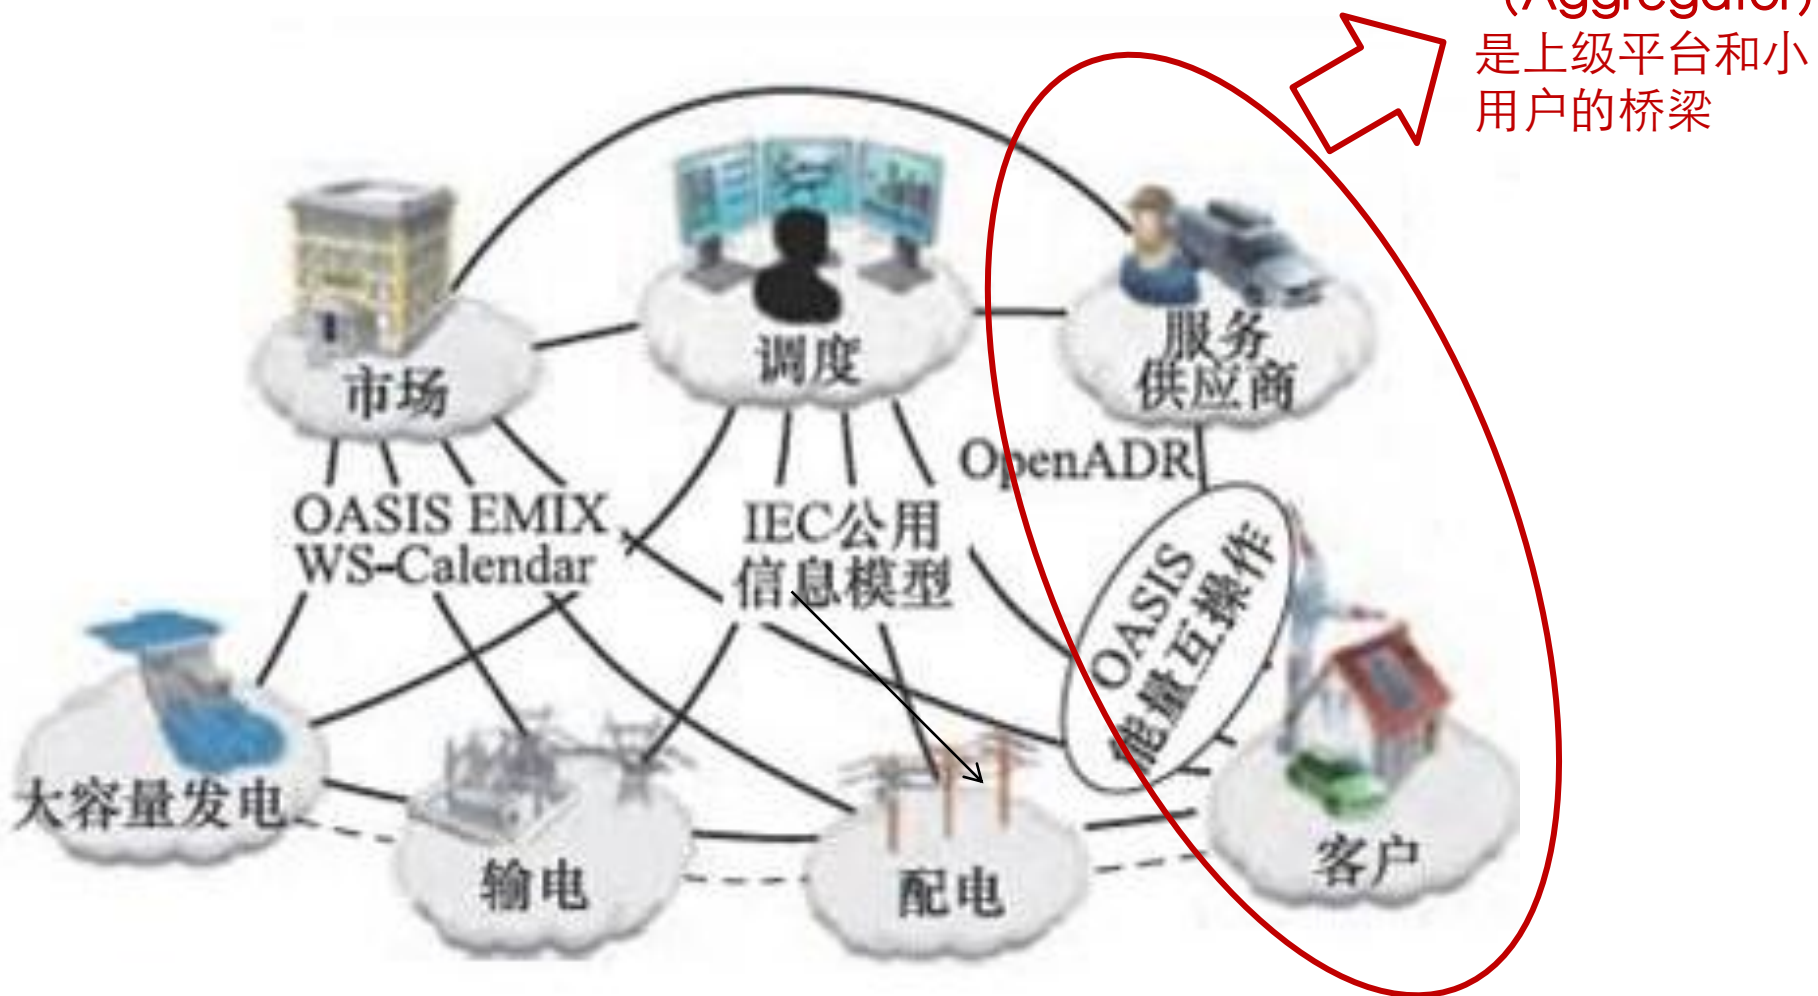 (Aggregator)
是上级平台和小
用户的桥梁
市场
调度
服务
供应商
OpenADR
OASIS EMIX
WS-Calendar
IEC公用
信息模型
OASIS
能量互操作
大容量发电
输电
配电
客户